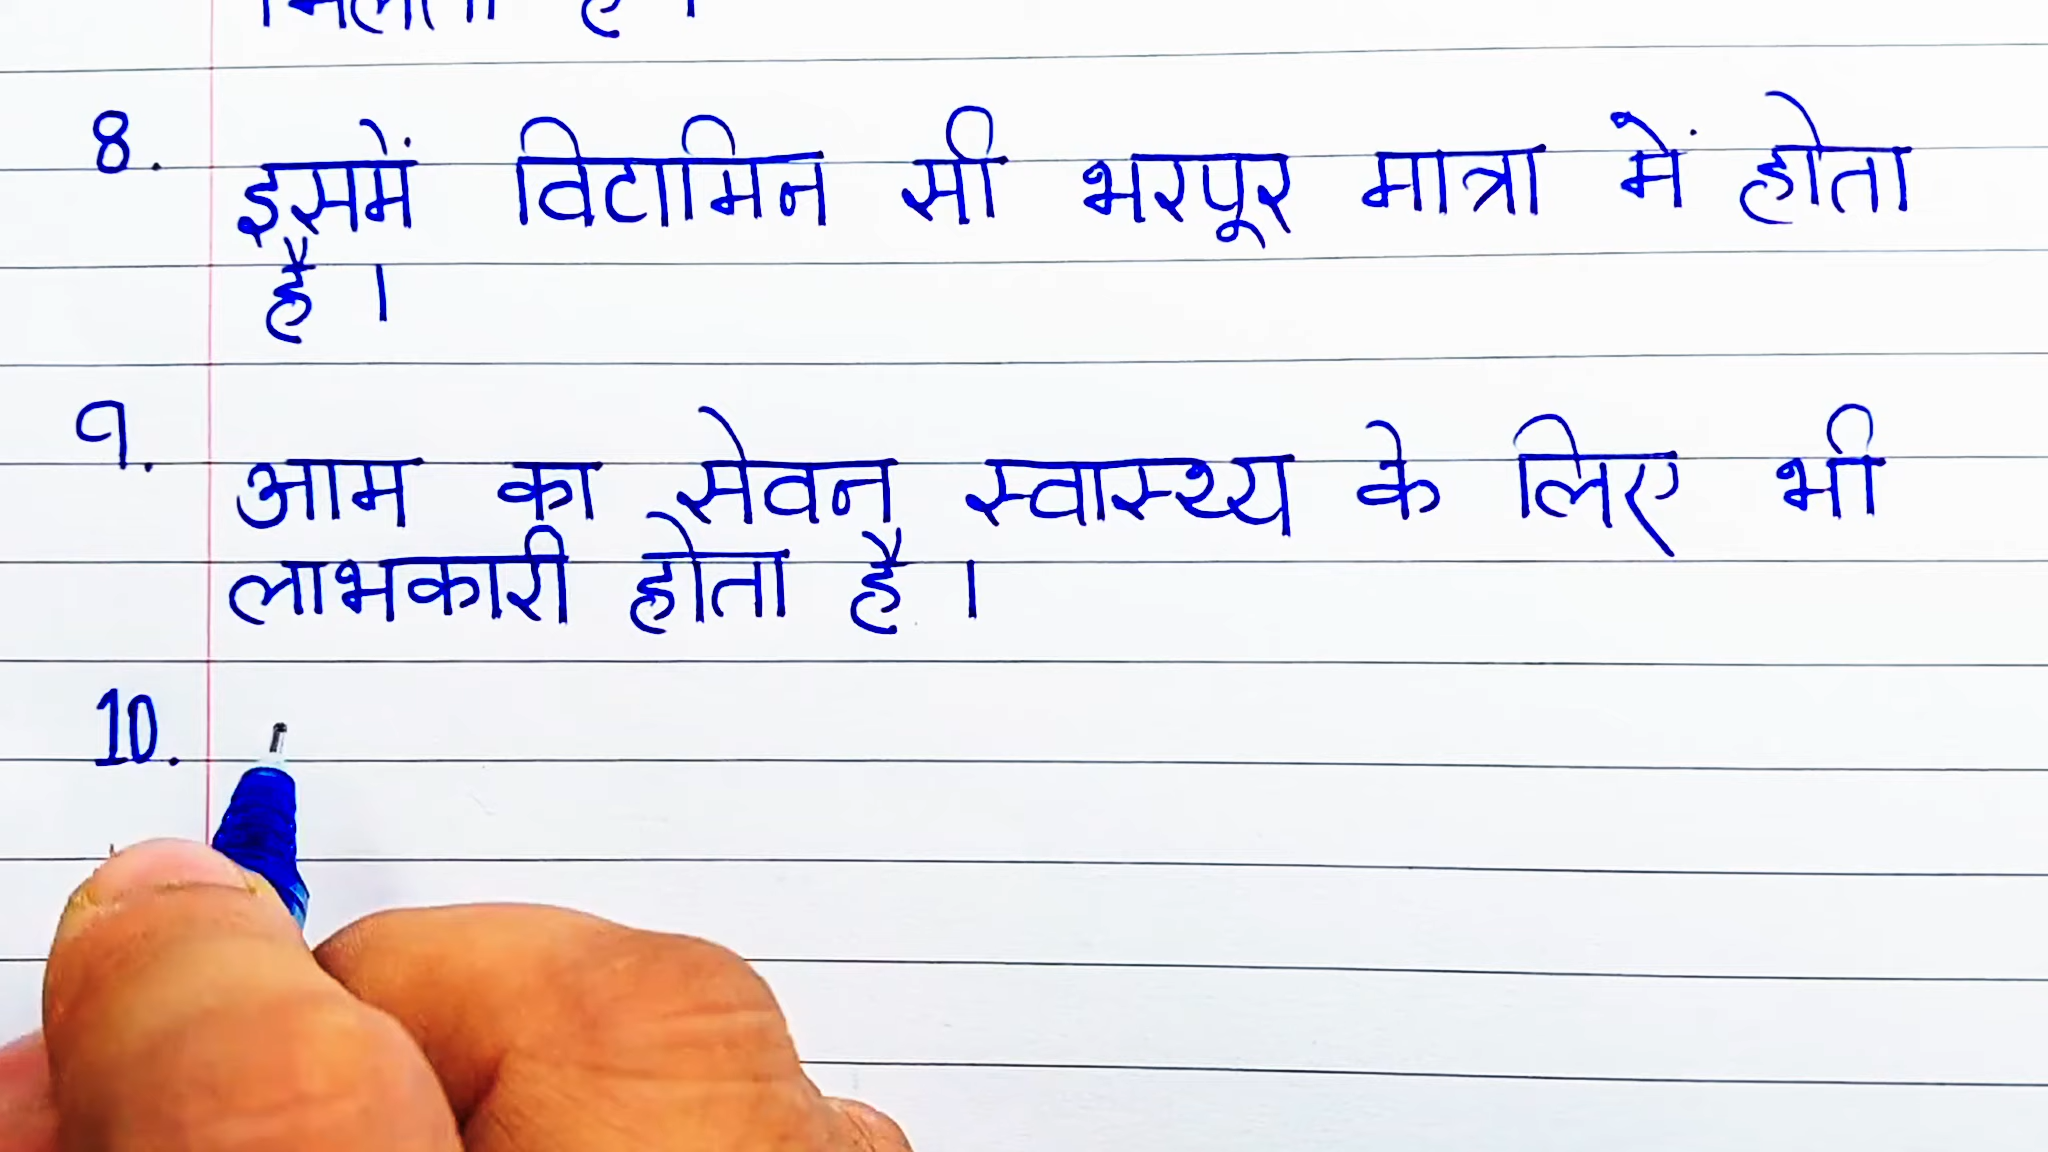 8. इसमें विटामिन सी भरपूर मात्रा में होता
है।
9. आम का सेवन स्वास्थ्य के लिए भी
लाभकारी होता है।
10.